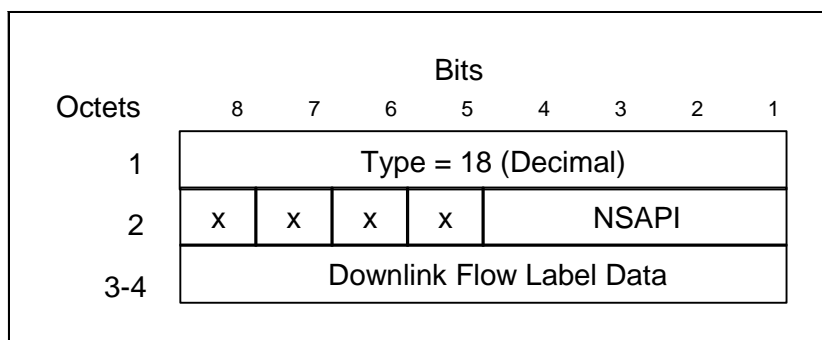 Bits
Octets 8 7 6 5 4 3 2 1
1 Type = 18 (Decimal)
2 x x x x NSAPI
3-4 Downlink Flow Label Data